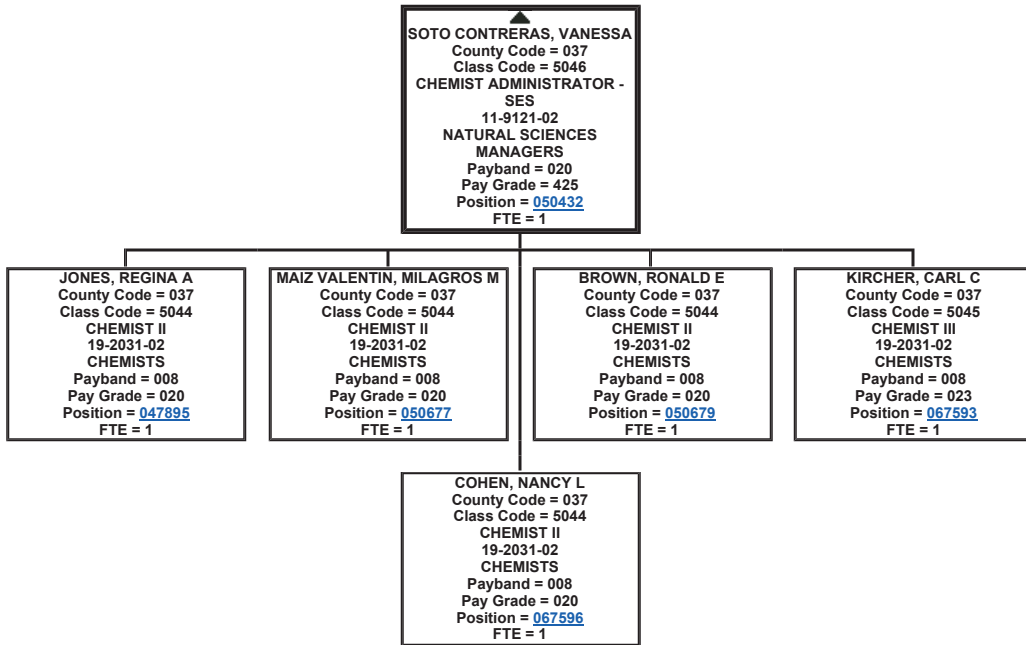 SOTO CONTRERAS, VANESSA
County Code = 037
Class Code = 5046
CHEMIST ADMINISTRATOR -
SES
11-9121-02
NATURAL SCIENCES
MANAGERS
Payband = 020
Pay Grade = 425
Position = 050432
FTE = 1
JONES, REGINA A
County Code = 037
Class Code = 5044
CHEMIST II
19-2031-02
CHEMISTS
Payband = 008
Pay Grade = 020
Position = 047895
FTE = 1
MAIZ VALENTIN, MILAGROS M
County Code = 037
Class Code = 5044
CHEMIST II
19-2031-02
CHEMISTS
Payband = 008
Pay Grade = 020
Position = 050677
FTE = 1
BROWN, RONALD E
County Code = 037
Class Code = 5044
CHEMIST II
19-2031-02
CHEMISTS
Payband = 008
Pay Grade = 020
Position = 050679
FTE = 1
KIRCHER, CARL C
County Code = 037
Class Code = 5045
CHEMIST III
19-2031-02
CHEMISTS
Payband = 008
Pay Grade = 023
Position = 067593
FTE = 1
COHEN, NANCY L
County Code = 037
Class Code = 5044
CHEMIST II
19-2031-02
CHEMISTS
Payband = 008
Pay Grade = 020
Position = 067596
FTE = 1